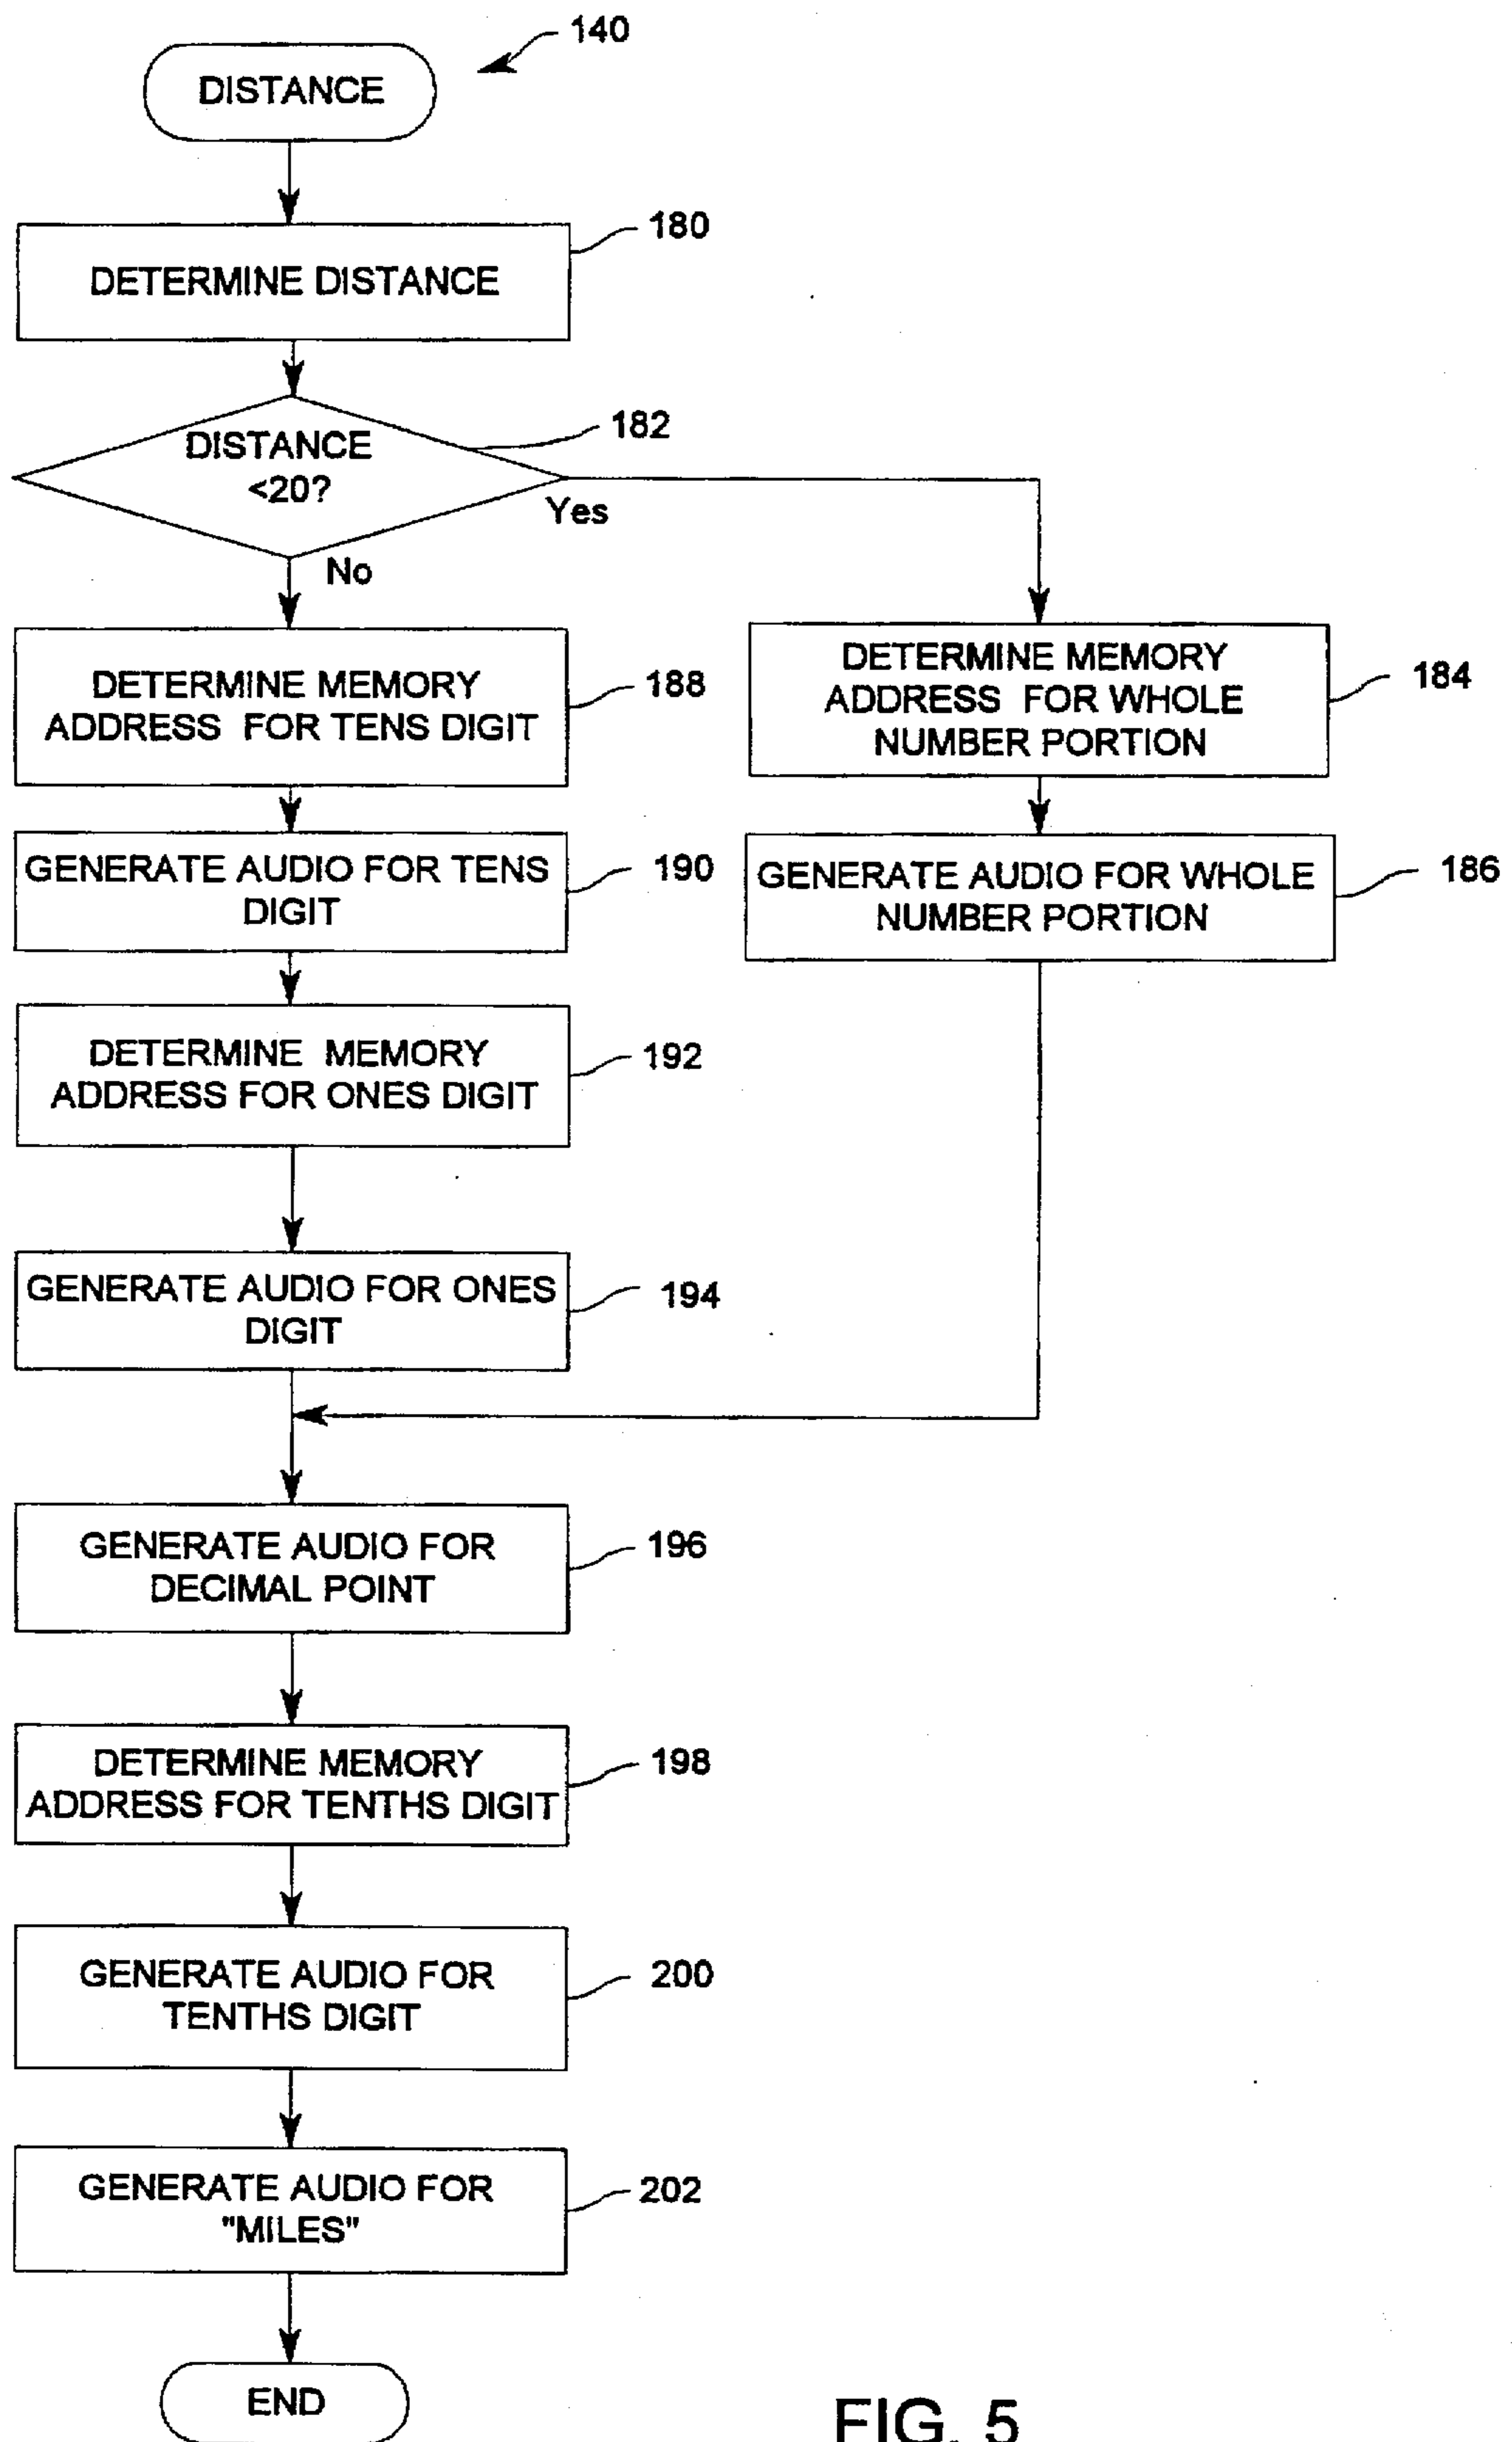 140
DISTANCE
180
DETERMINE DISTANCE
182
DISTANCE
<20?
Yes
No
DETERMINE MEMORY
ADDRESS FOR TENS DIGIT
188
DETERMINE MEMORY
ADDRESS FOR WHOLE
NUMBER PORTION
184
GENERATE AUDIO FOR TENS
DIGIT
190
GENERATE AUDIO FOR WHOLE
NUMBER PORTION
186
DETERMINE MEMORY
ADDRESS FOR ONES DIGIT
192
GENERATE AUDIO FOR ONES
DIGIT
194
GENERATE AUDIO FOR
DECIMAL POINT
196
DETERMINE MEMORY
ADDRESS FOR TENTHS DIGIT
198
GENERATE AUDIO FOR
TENTHS DIGIT
200
GENERATE AUDIO FOR
"MILES"
202
END
FIG. 5